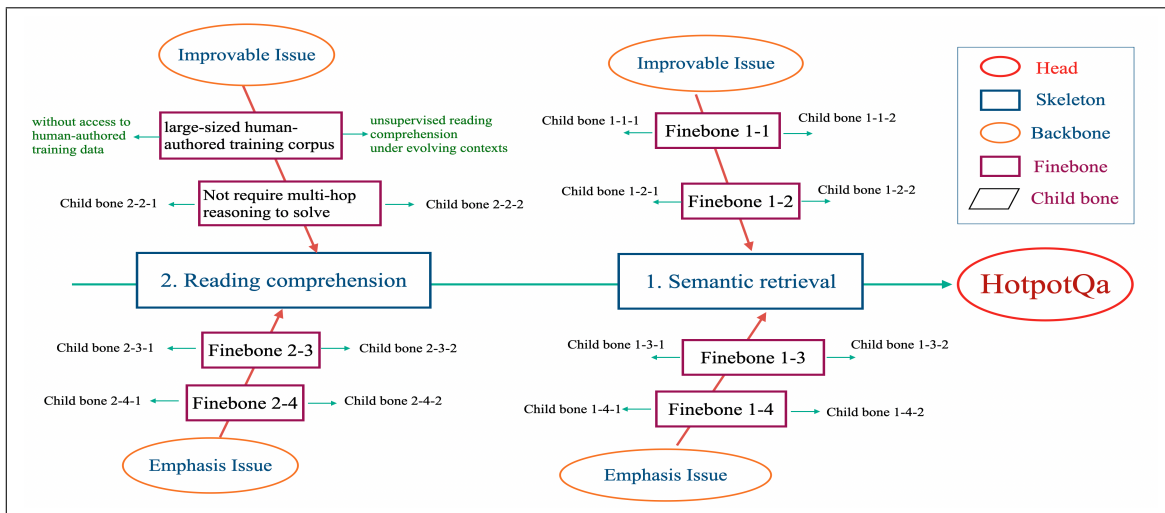 Improvable Issue
without access to
human-authored
training data
large-sized human-
authored training corpus
unsupervised reading
comprehension
under evolving contexts
Child bone 2-2-1
Not require multi-hop
reasoning to solve
Child bone 2-2-2
2. Reading comprehension
Child bone 2-3-1
Finebone 2-3
Child bone 2-3-2
Child bone 2-4-1
Finebone 2-4
Child bone 2-4-2
Emphasis Issue
Improvable Issue
Child bone 1-1-1
Finebone 1-1
Child bone 1-1-2
Child bone 1-2-1
Finebone 1-2
Child bone 1-2-2
1. Semantic retrieval
Child bone 1-3-1
Finebone 1-3
Child bone 1-3-2
Child bone 1-4-1
Finebone 1-4
Child bone 1-4-2
Emphasis Issue
Head
Skeleton
Backbone
Finebone
Child bone
HotpotQa